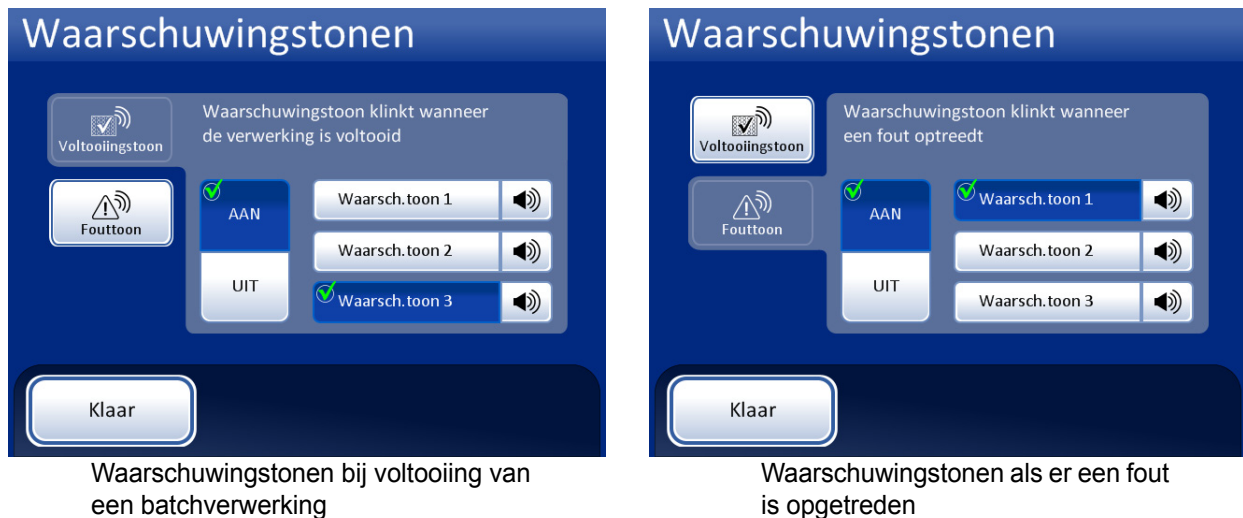 Waarschuwingstonen
Voltooiingstoon
Waarschuwingstoon klinkt wanneer
de verwerking is voltooid
Fouttoon
AAN
UIT
Waarsch.toon 1
Waarsch.toon 2
Waarsch.toon 3
Klaar
Waarschuwingstonen bij voltooiing van
een batchverwerking
Waarschuwingstonen
Voltooiingstoon
Waarschuwingstoon klinkt wanneer
een fout optreedt
Fouttoon
AAN
UIT
Waarsch.toon 1
Waarsch.toon 2
Waarsch.toon 3
Klaar
Waarschuwingstonen als er een fout
is opgetreden